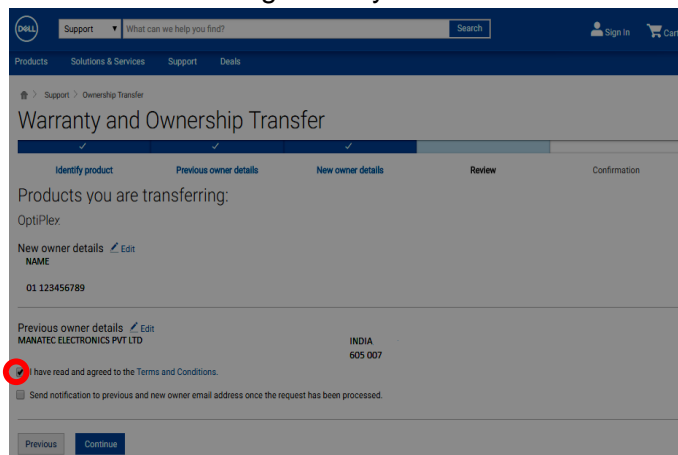 DELL
Support
What can we help you find?
Search
Sign In
Cart
Products Solutions & Services Support Deals
Support > Ownership Transfer
Warranty and Ownership Transfer
Identify product Previous owner details New owner details Review Confirmation
Products you are transferring:
OptiPlex
New owner details Edit
NAME
01 123456789
Previous owner details Edit
MANATEC ELECTRONICS PVT LTD INDIA
605 007
I have read and agreed to the Terms and Conditions.
Send notification to previous and new owner email address once the request has been processed.
Previous Continue